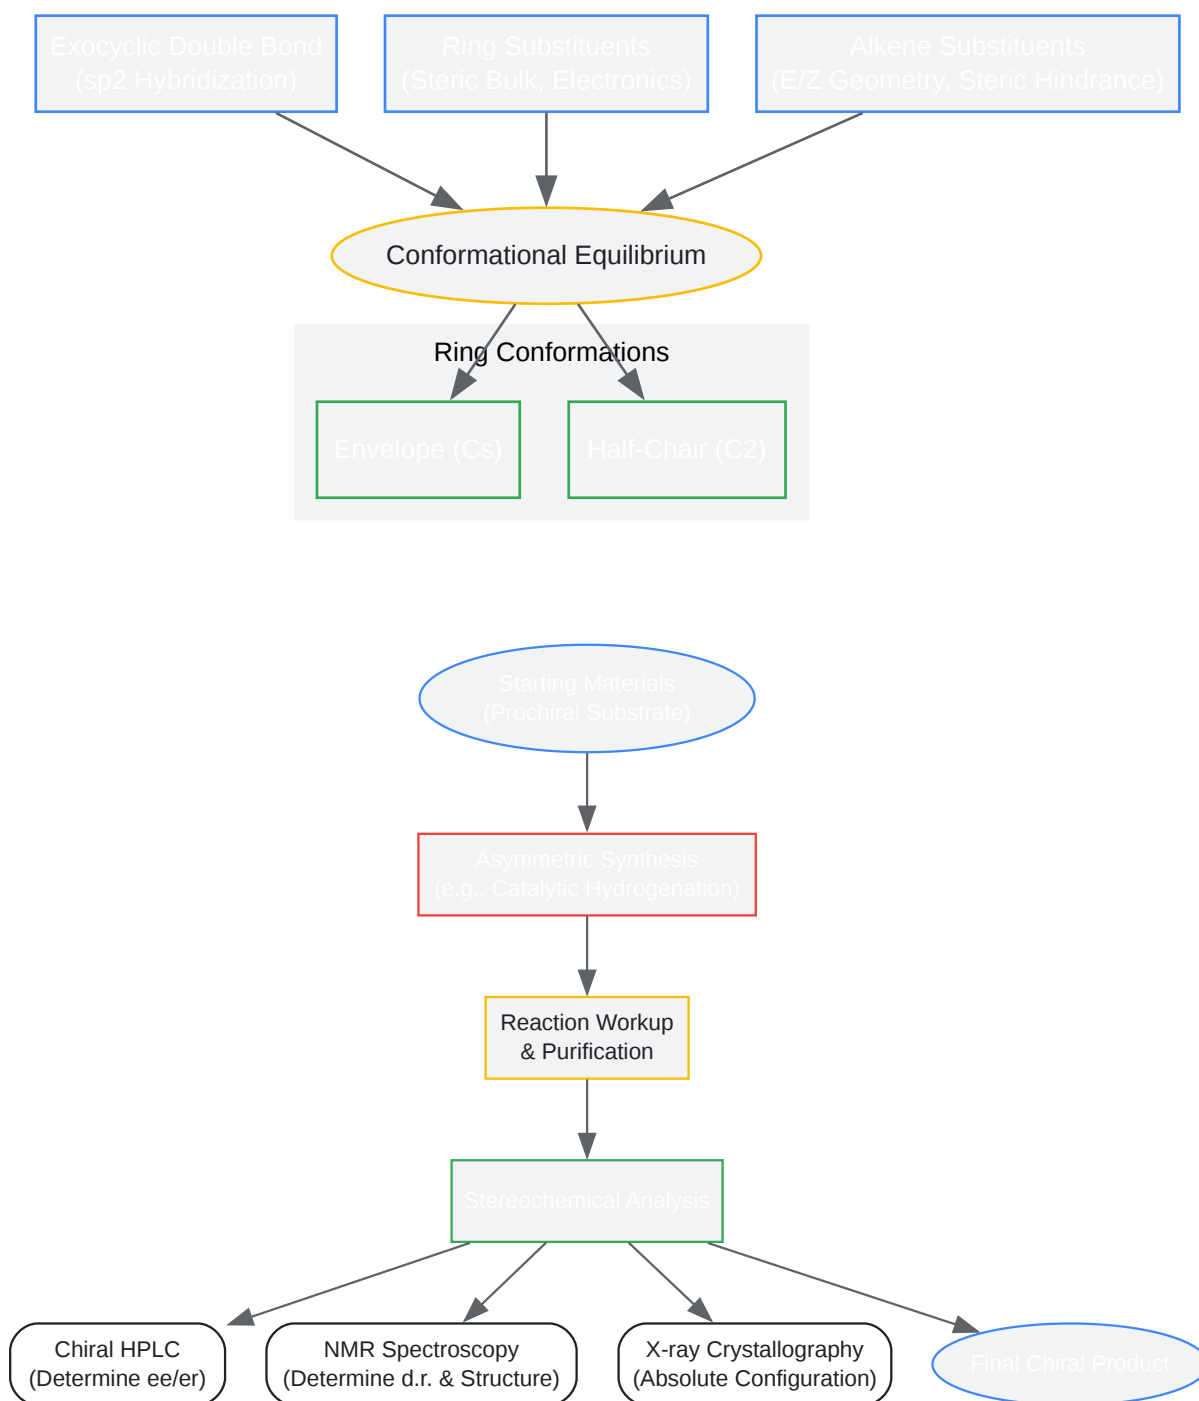 Exocyclic Double Bond
(sp2 Hybridization)
Ring Substituents
(Steric Bulk, Electronics)
Alkene Substituents
(E/Z Geometry, Steric Hindrance)
Conformational Equilibrium
Ring Conformations
Envelope (Cs)
Half-Chair (C2)
Starting Materials
(Prochiral Substrate)
Asymmetric Synthesis
(e.g., Catalytic Hydrogenation)
Reaction Workup
& Purification
Stereochemical Analysis
Chiral HPLC
(Determine ee/er)
NMR Spectroscopy
(Determine d.r. & Structure)
X-ray Crystallography
(Absolute Configuration)
Final Chiral Product